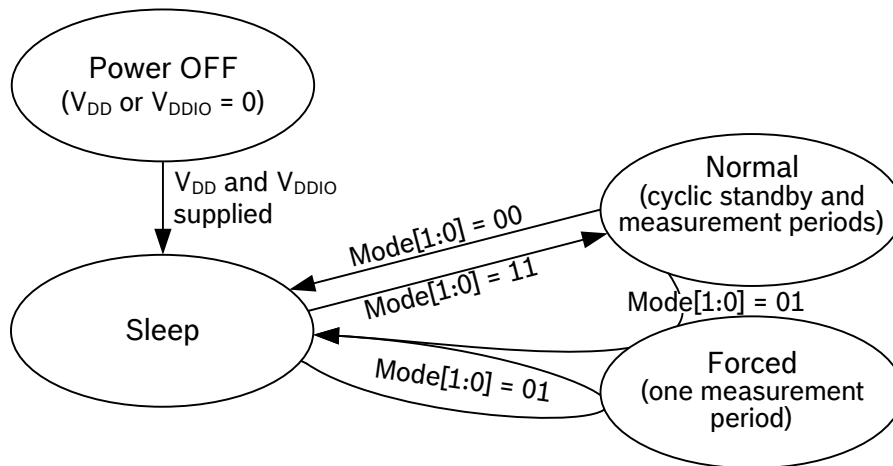 Power OFF
(VDD or VDDIO = 0)
VDD and VDDIO
supplied
Normal
(cyclic standby and
measurement periods)
Mode[1:0] = 00
Mode[1:0] = 11
Mode[1:0] = 01
Sleep
Mode[1:0] = 01
Forced
(one measurement
period)